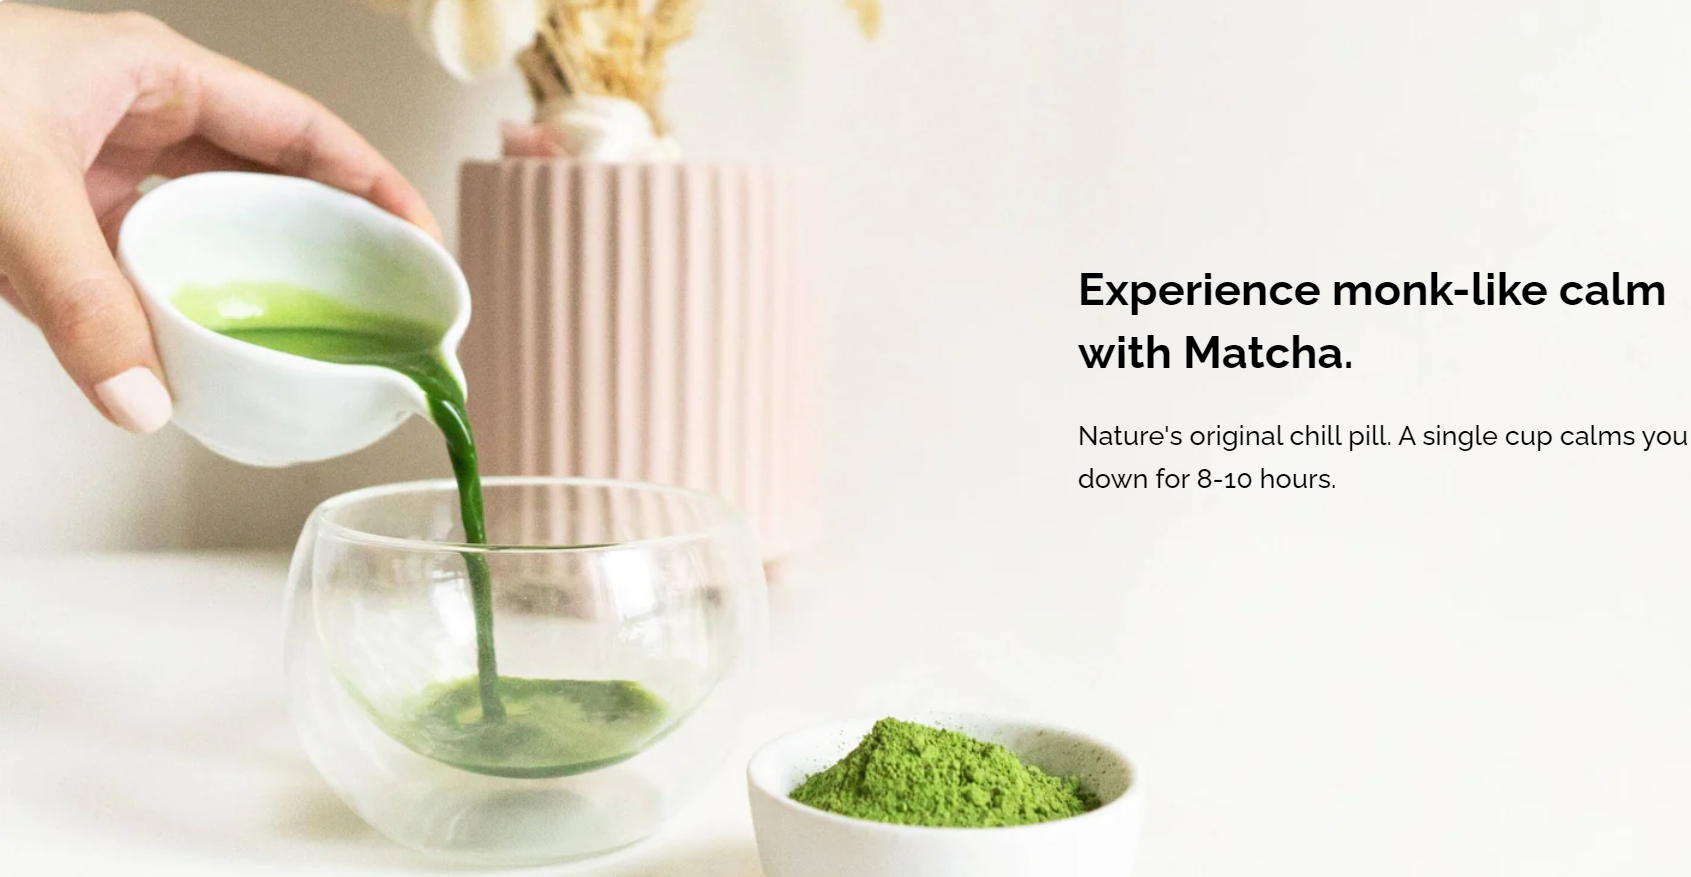 Experience monk-like calm
with Matcha.
Nature's original chill pill. A single cup calms you
down for 8-10 hours.